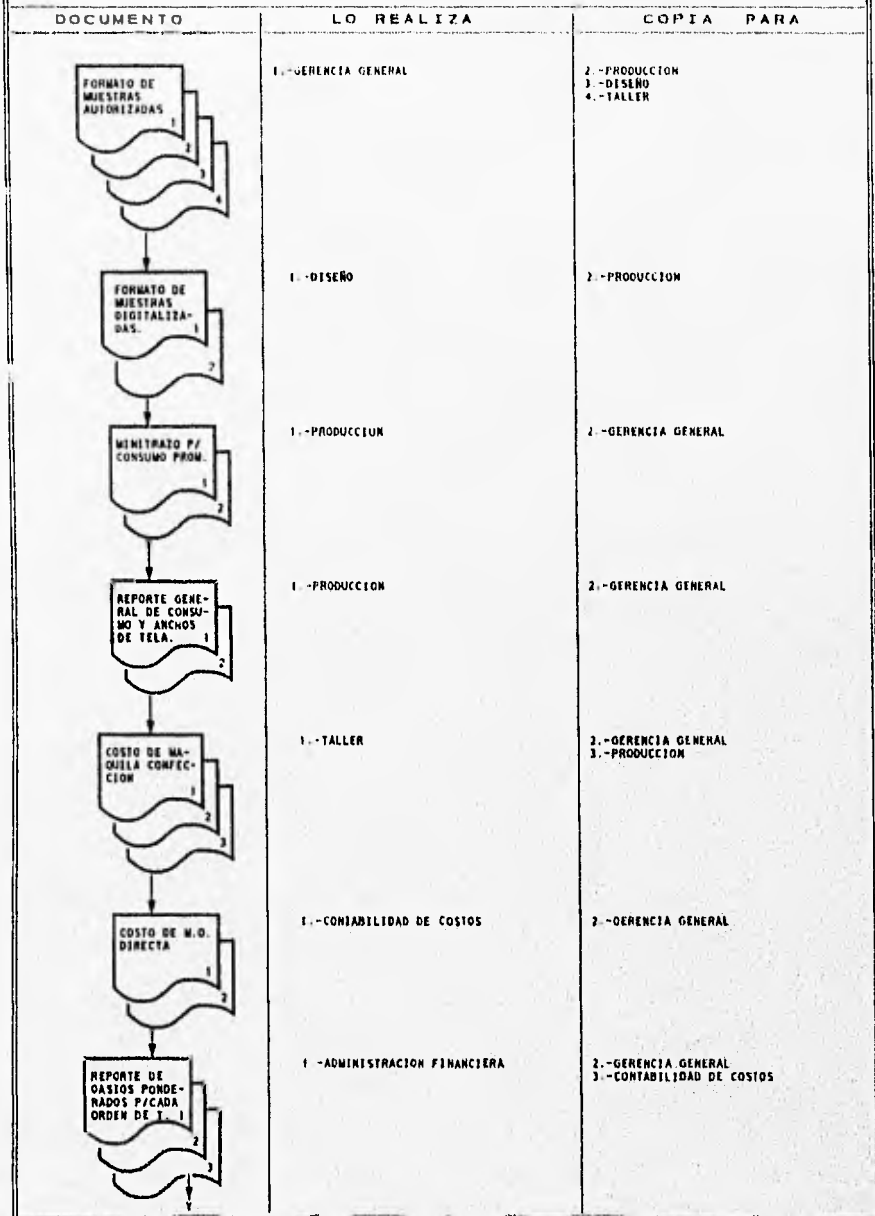 DOCUMENTO LO REALIZA COPIA PARA
FORMATO DE
MUESTRAS
AUTORIZADAS
1
2
3
4
1.-GERENCIA GENERAL
2.-PRODUCCION
3.-DISEÑO
4.-TALLER
FORMATO DE
MUESTRAS
DIGITALIZA-
DAS.
1
2
1.-DISEÑO
2.-PRODUCCION
MINITRAZO P/
CONSUMO PROM.
1
2
1.-PRODUCCION
2.-GERENCIA GENERAL
REPORTE GENE-
RAL DE CONSU-
MO Y ANCHOS
DE TELA.
1
2
1.-PRODUCCION
2.-GERENCIA GENERAL
COSTO DE MA-
QUILA CONFEC-
CION
1
2
3
1.-TALLER
2.-GERENCIA GENERAL
3.-PRODUCCION
COSTO DE M.O.
DIRECTA
1
2
1.-CONTABILIDAD DE COSTOS
2.-GERENCIA GENERAL
REPORTE DE
GASTOS PONDE-
RADOS P/CADA
ORDEN DE T. 1
2
3
1.-ADMINISTRACION FINANCIERA
2.-GERENCIA GENERAL
3.-CONTABILIDAD DE COSTOS